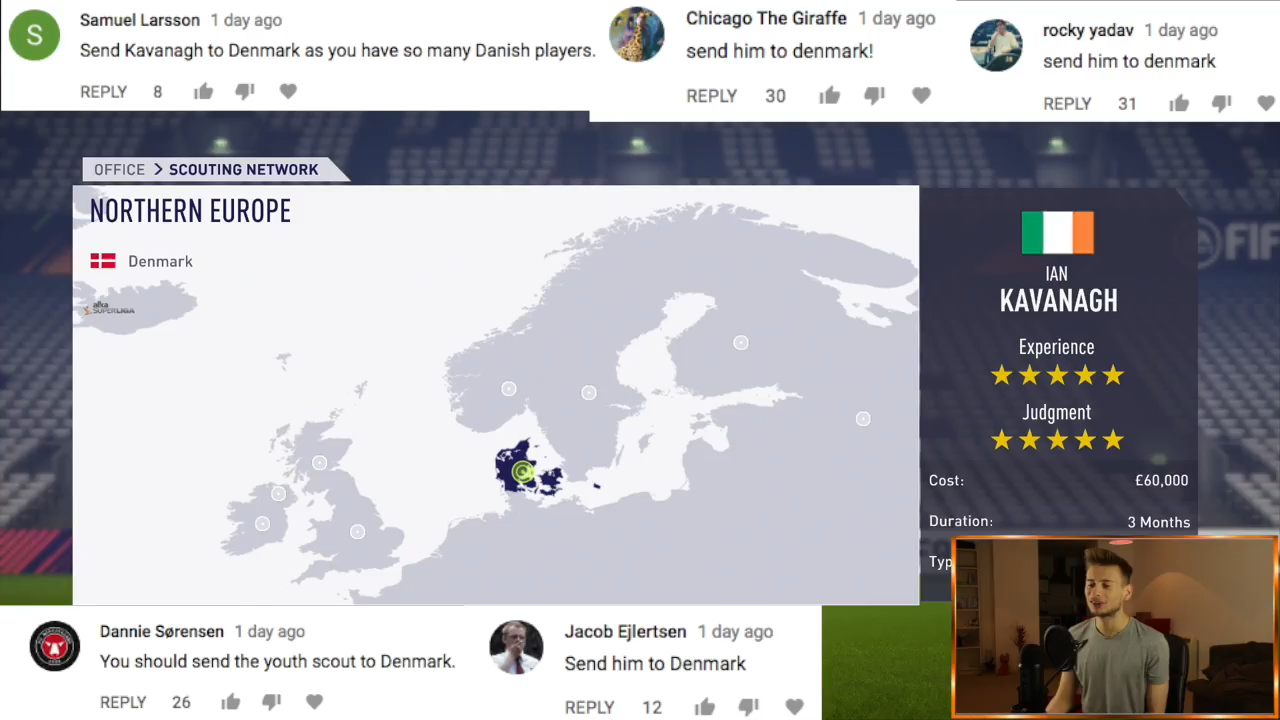 Samuel Larsson 1 day ago
Send Kavanagh to Denmark as you have so many Danish players.
REPLY 8
Chicago The Giraffe 1 day ago
send him to denmark!
REPLY 30
rocky yadav 1 day ago
send him to denmark
REPLY 31
OFFICE > SCOUTING NETWORK
NORTHERN EUROPE
Denmark
alka
SUPERLIGA
FIF
IAN
KAVANAGH
Experience
Judgment
Cost: £60,000
Duration: 3 Months
Typ
Dannie Sørensen 1 day ago
You should send the youth scout to Denmark.
REPLY 26
Jacob Ejlertsen 1 day ago
Send him to Denmark
REPLY 12
S